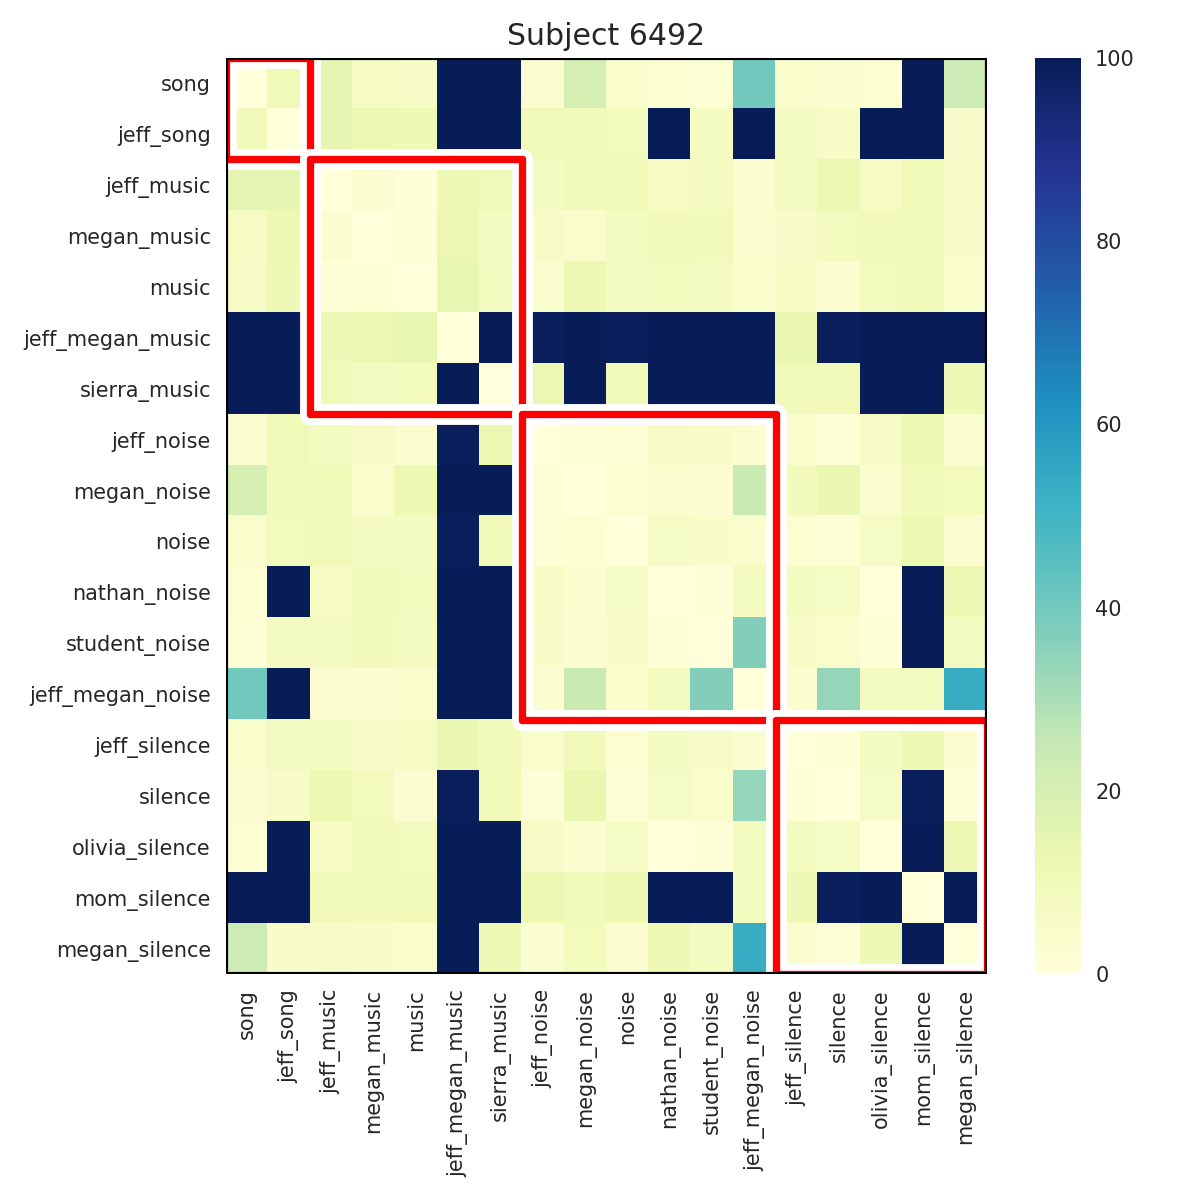 Subject 6492
song
jeff_song
jeff_music
megan_music
music
jeff_megan_music
sierra_music
jeff_noise
megan_noise
noise
nathan_noise
student_noise
jeff_megan_noise
jeff_silence
silence
olivia_silence
mom_silence
megan_silence
song
jeff_song
jeff_music
megan_music
music
jeff_megan_music
sierra_music
jeff_noise
megan_noise
noise
nathan_noise
student_noise
jeff_megan_noise
jeff_silence
silence
olivia_silence
mom_silence
megan_silence
100
80
60
40
20
0